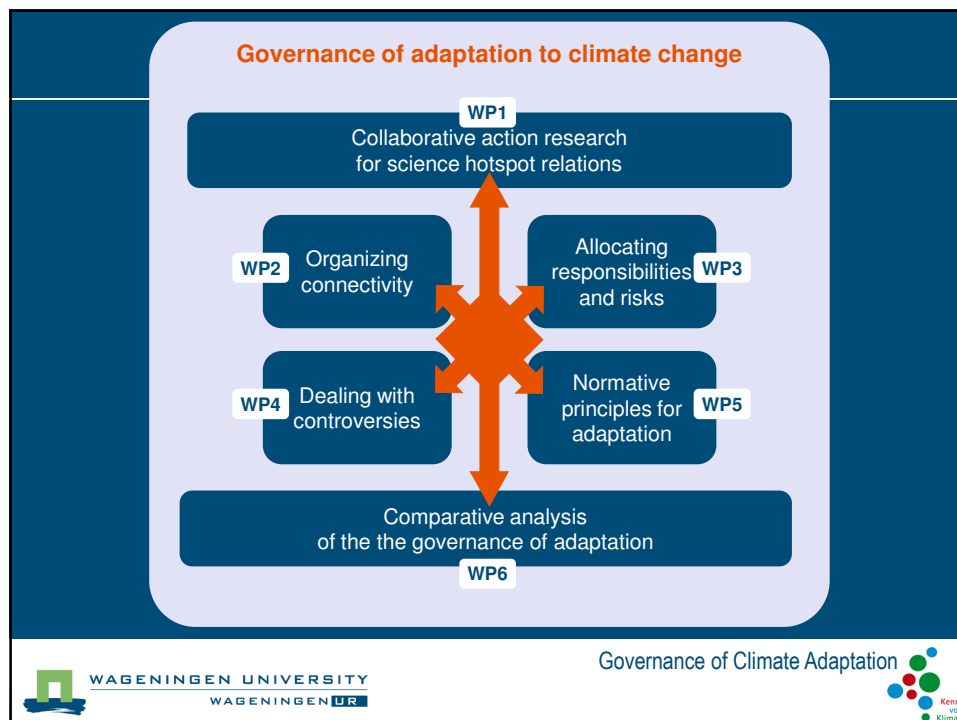 Governance of adaptation to climate change
WP1
Collaborative action research
for science hotspot relations
WP2
Organizing
connectivity
Allocating
responsibilities
and risks
WP3
WP4
Dealing with
controversies
Normative
principles for
adaptation
WP5
Comparative analysis
of the the governance of adaptation
WP6
WAGENINGEN UNIVERSITY
WAGENINGEN UR
Governance of Climate Adaptation